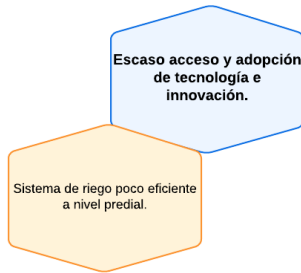 Escaso acceso y adopción
de tecnología e
innovación.
Sistema de riego poco eficiente
a nivel predial.